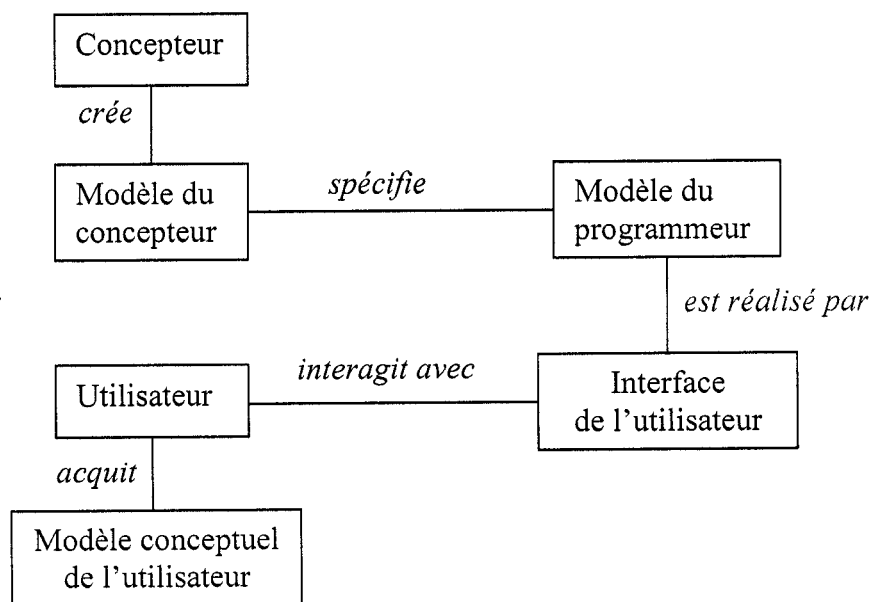 Concepteur
crée
Modèle du
concepteur
spécifie
Modèle du
programmeur
est réalisé par
Interface
de l'utilisateur
interagit avec
Utilisateur
acquit
Modèle conceptuel
de l'utilisateur